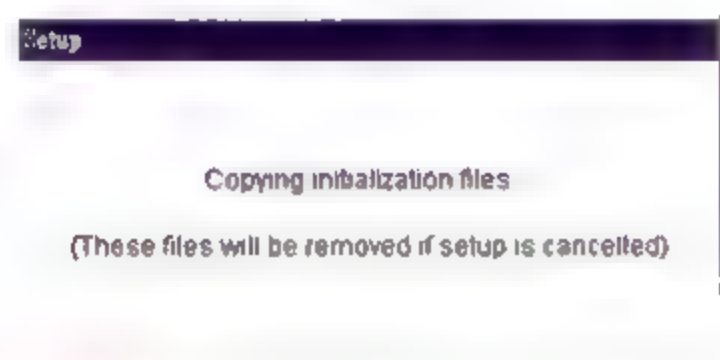 Setup
Copying initialization files
(These files will be removed if setup is cancelled)